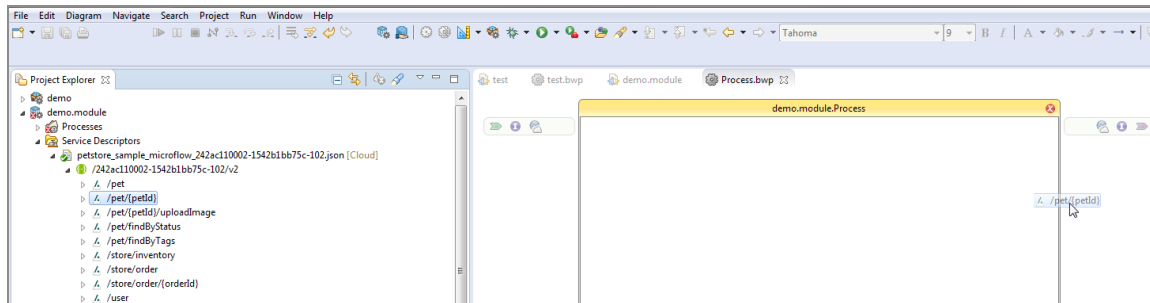 File Edit Diagram Navigate Search Project Run Window Help
Tahoma 9 B I A
Project Explorer
test test.bwp demo.module Process.bwp
demo
demo.module
Processes
Service Descriptors
petstore_sample_microflow_242ac110002-1542b1bb75c-102.json [Cloud]
/242ac110002-1542b1bb75c-102/v2
/pet
/pet/{petId}
/pet/{petId}/uploadImage
/pet/findByStatus
/pet/findByTags
/store/inventory
/store/order
/store/order/{orderId}
/user
demo.module.Process
/pet/{petId}